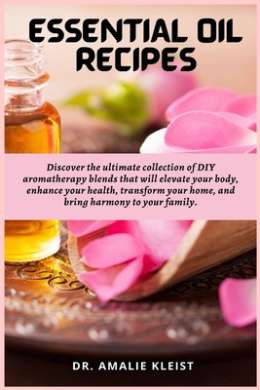 ESSENTIAL OIL
RECIPES
Discover the ultimate collection of DIY
aromatherapy blends that will elevate your body,
enhance your health, transform your home, and
bring harmony to your family.
DR. AMALIE KLEIST